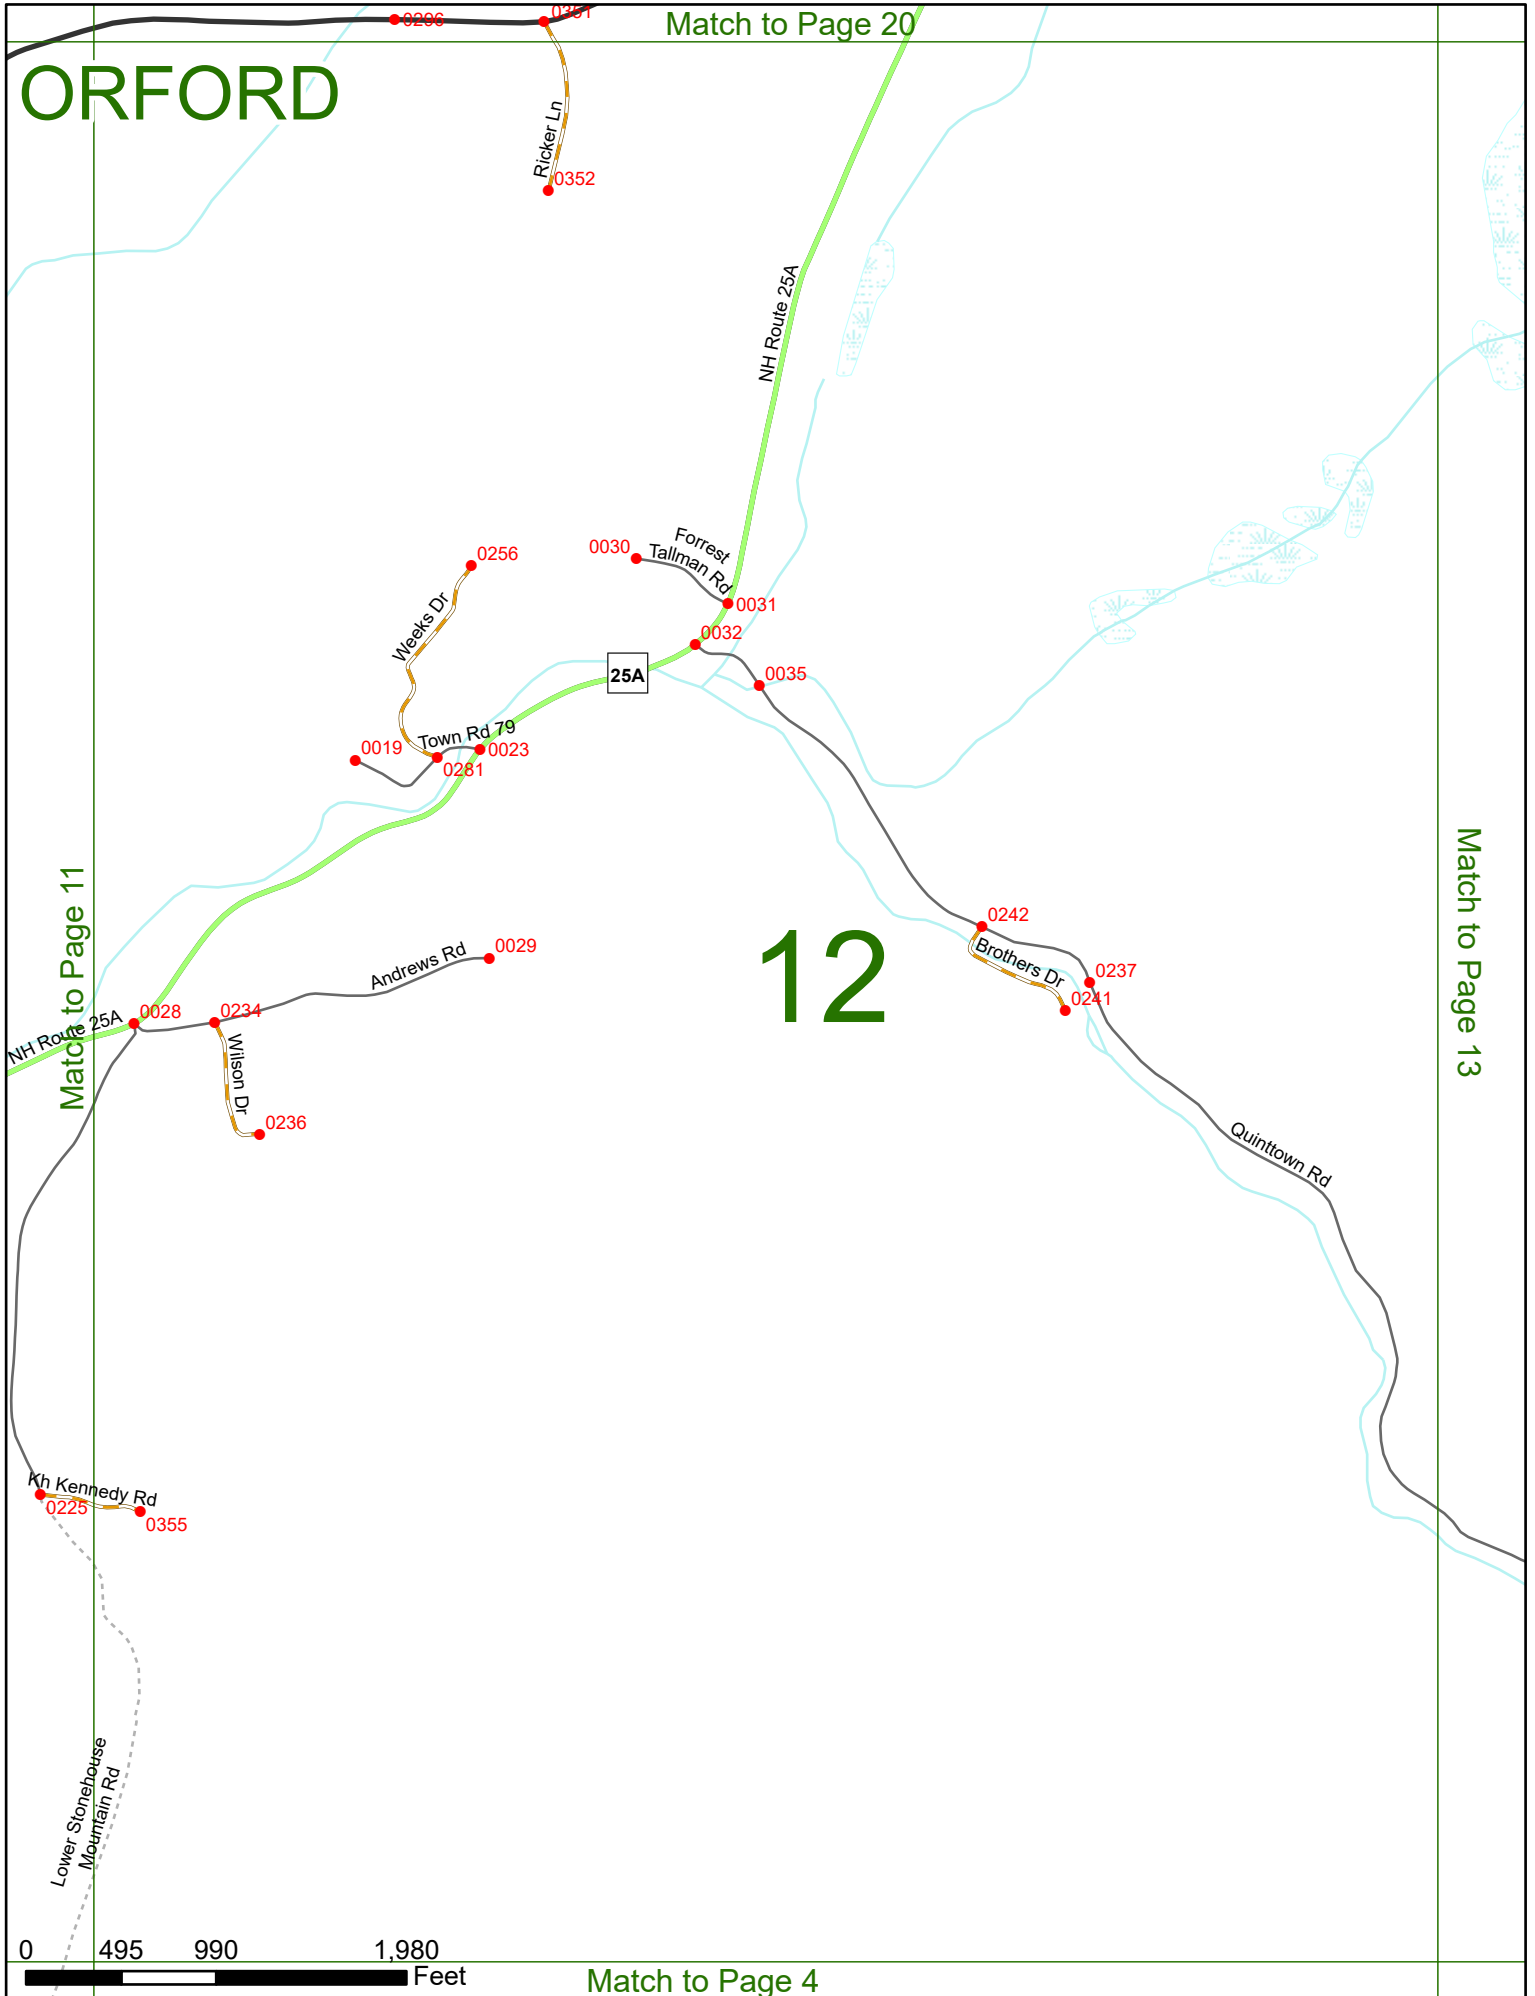 Match to Page 20
0296
0351
ORFORD
Ricker Ln
0352
NH Route 25A
0256
0030
Forrest
Tallman Rd
0031
0032
Weeks Dr
25A
0035
Town Rd 79
0019
0023
0281
Match to Page 11
Match to Page 13
12
0242
Brothers Dr
0237
0241
Andrews Rd
0029
NH Route 25A
0028
0234
Wilson Dr
0236
Quinttown Rd
Kh Kennedy Rd
0225
0355
Lower Stonehouse
Mountain Rd
0 495 990 1,980
Feet
Match to Page 4